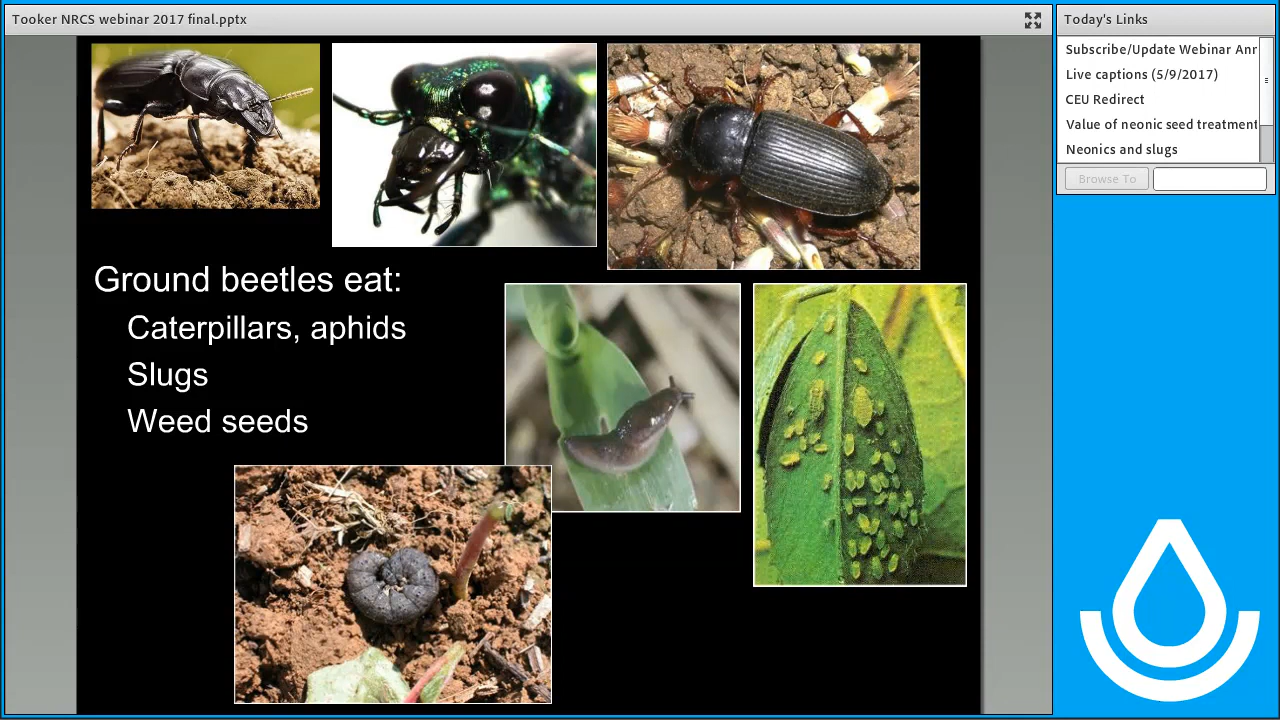 Tooker NRCS webinar 2017 final.pptx
Today's Links
Subscribe/Update Webinar Anr
Live captions (5/9/2017)
CEU Redirect
Value of neonic seed treatment
Neonics and slugs
Browse To
Ground beetles eat:
Caterpillars, aphids
Slugs
Weed seeds